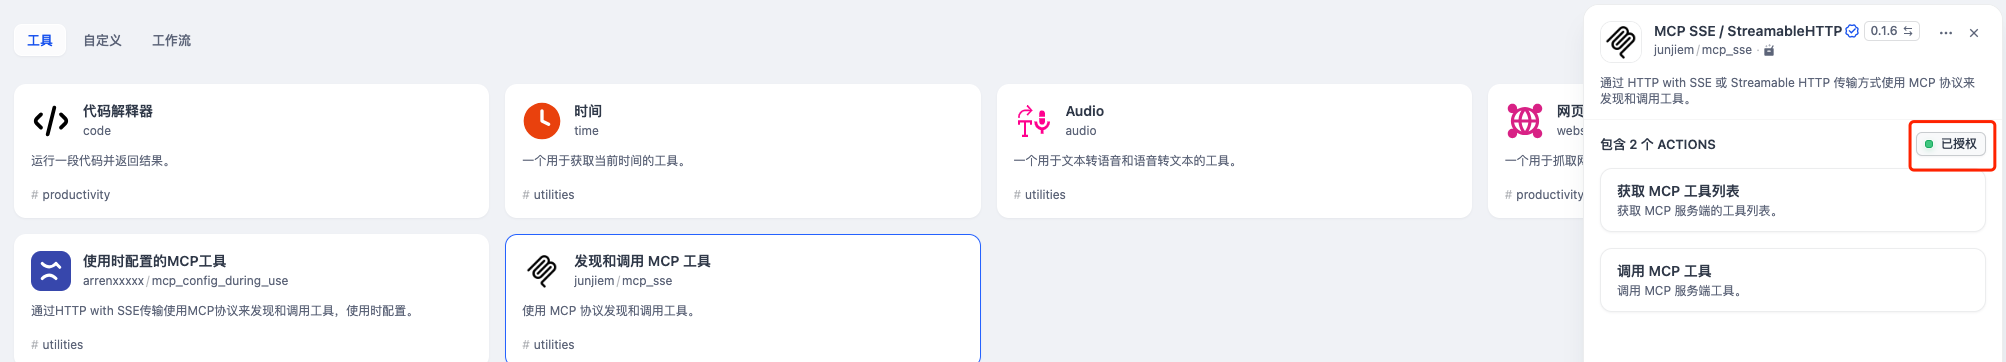 工具 自定义 工作流
代码解释器
code
运行一段代码并返回结果。
# productivity
时间
time
一个用于获取当前时间的工具。
# utilities
Audio
audio
一个用于文本转语音和语音转文本的工具。
# utilities
网页
webs
一个用于抓取网
# productivity
使用时配置的MCP工具
arrenxxxxx / mcp_config_during_use
通过HTTP with SSE传输使用MCP协议来发现和调用工具，使用时配置。
# utilities
发现和调用 MCP 工具
junjiem / mcp_sse
使用 MCP 协议发现和调用工具。
# utilities
MCP SSE / StreamableHTTP 0.1.6
junjiem / mcp_sse ·
通过 HTTP with SSE 或 Streamable HTTP 传输方式使用 MCP 协议来
发现和调用工具。
包含 2 个 ACTIONS 已授权
获取 MCP 工具列表
获取 MCP 服务端的工具列表。
调用 MCP 工具
调用 MCP 服务端工具。